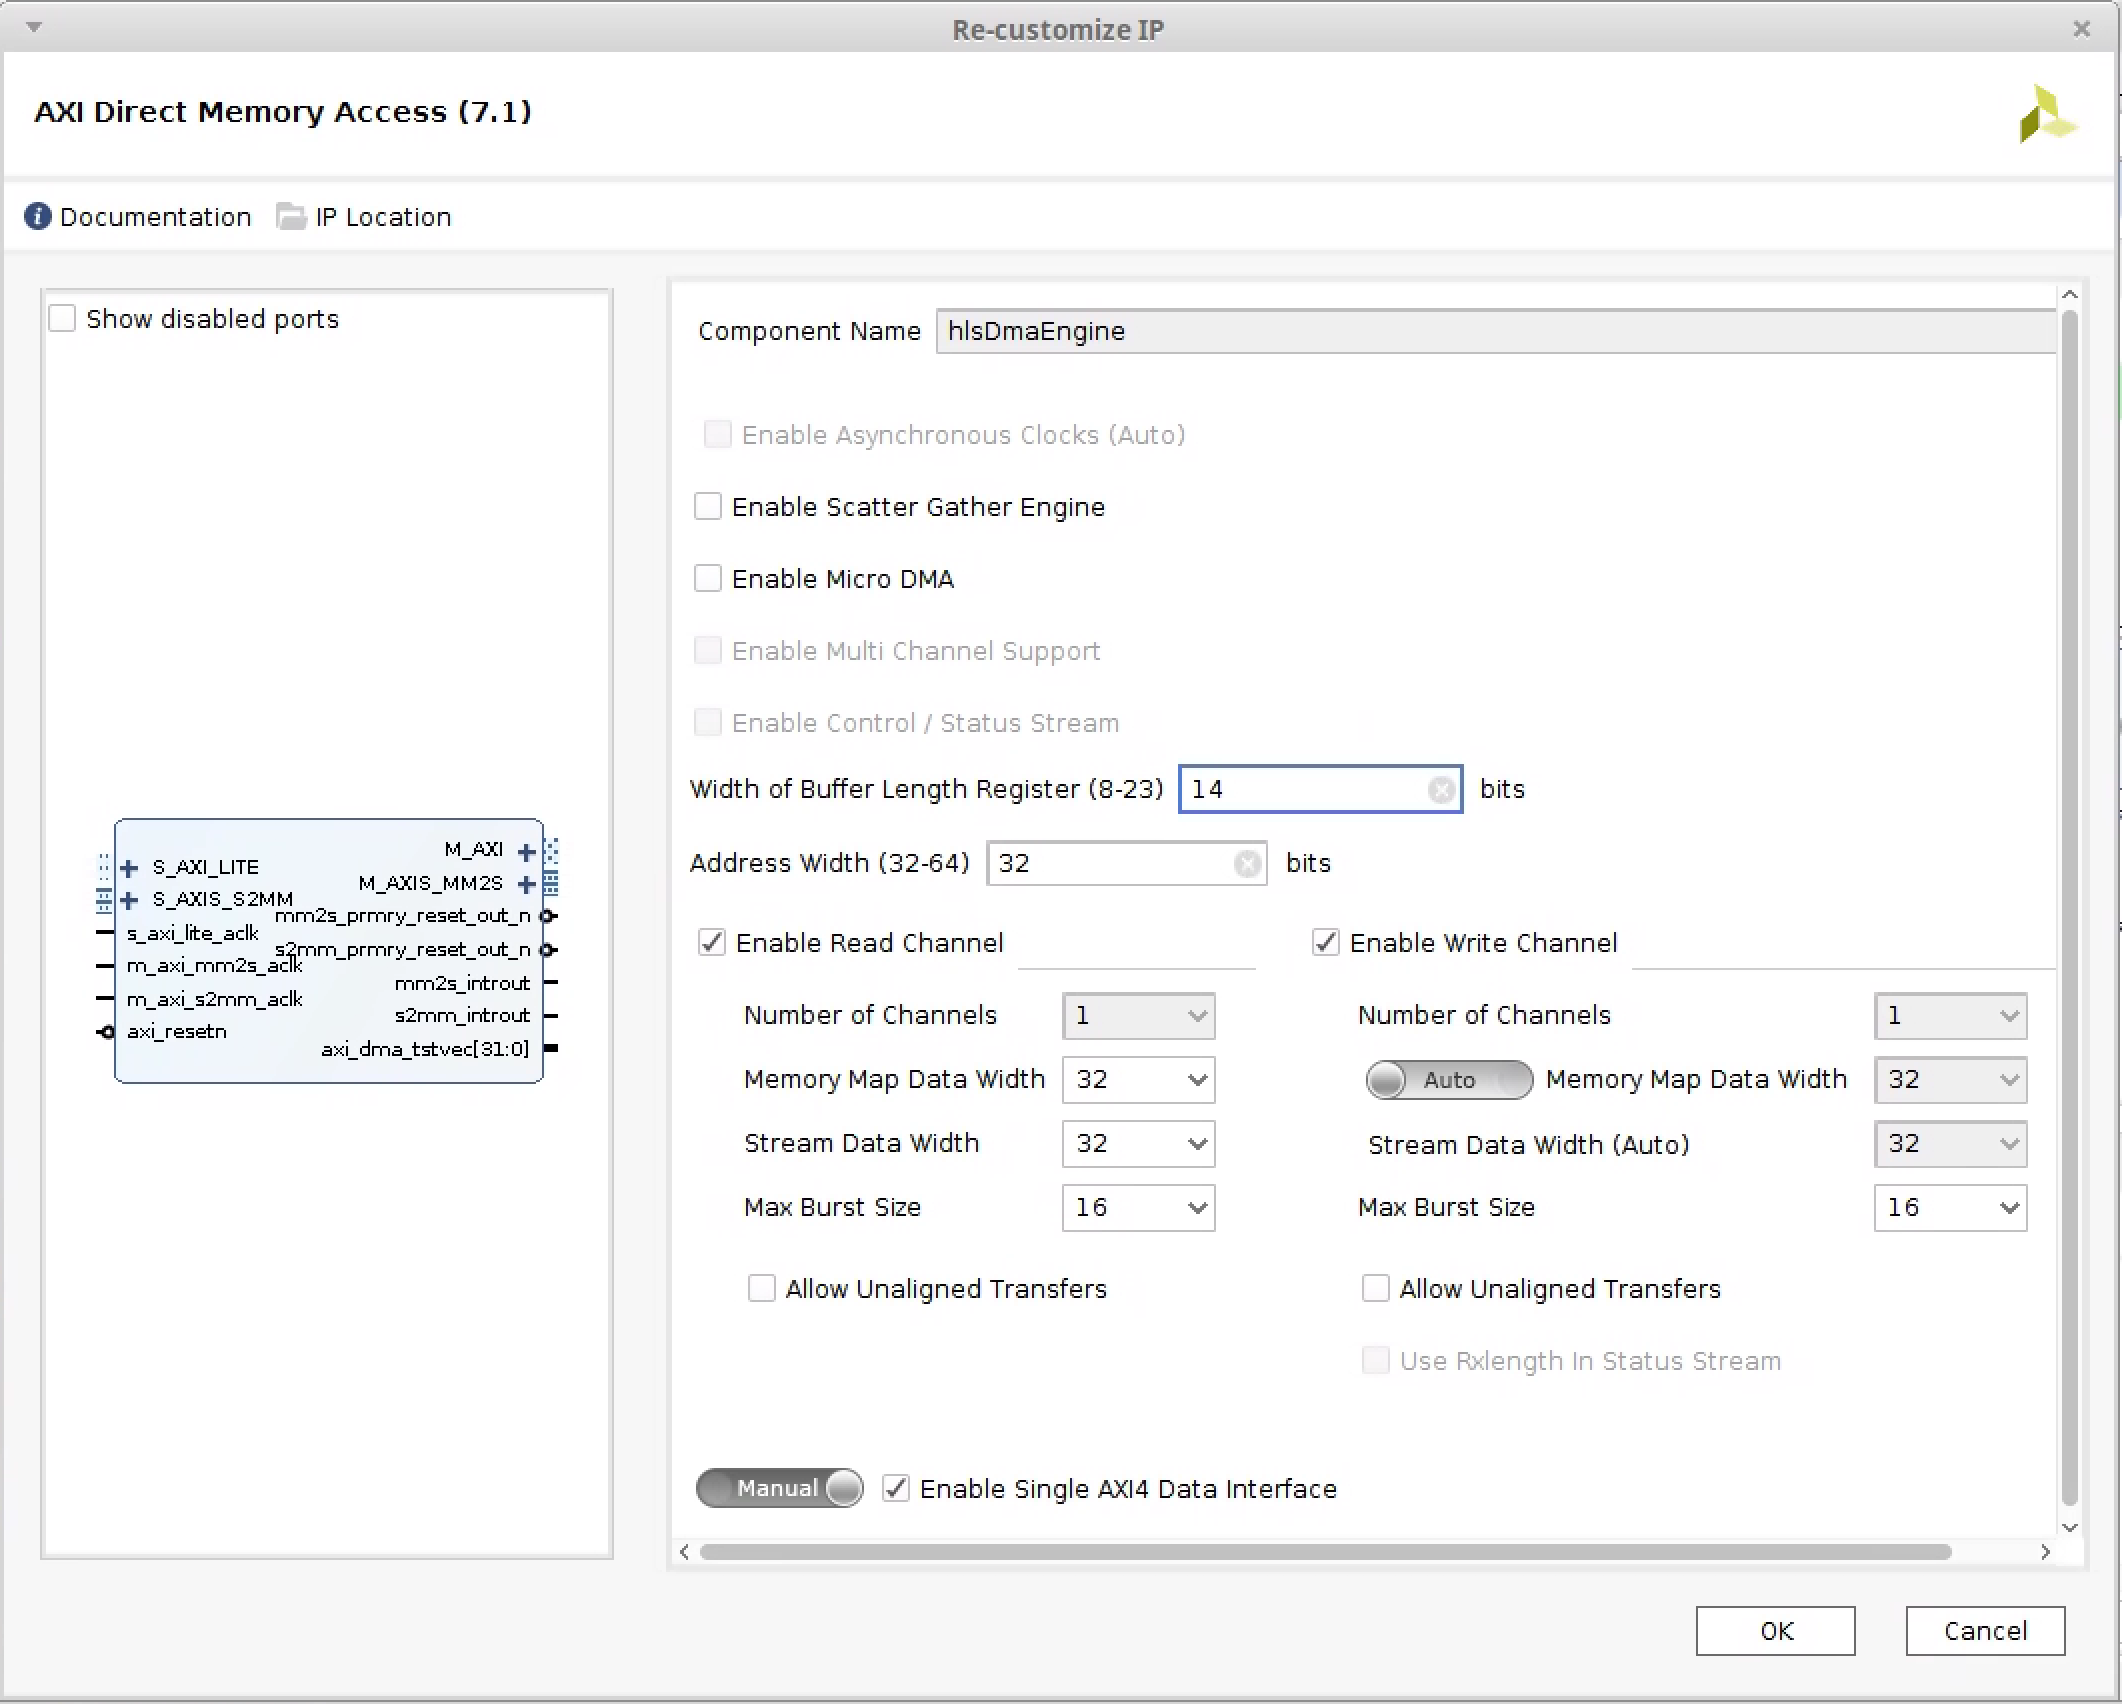 Re-customize IP
AXI Direct Memory Access (7.1)
Documentation IP Location
Show disabled ports
S_AXI_LITE
S_AXIS_S2MM
s_axi_lite_aclk
m_axi_mm2s_aclk
m_axi_s2mm_aclk
axi_resetn
M_AXI
M_AXIS_MM2S
mm2s_prmry_reset_out_n
s2mm_prmry_reset_out_n
mm2s_introut
s2mm_introut
axi_dma_tstvec[31:0]
Component Name hlsDmaEngine
Enable Asynchronous Clocks (Auto)
Enable Scatter Gather Engine
Enable Micro DMA
Enable Multi Channel Support
Enable Control / Status Stream
Width of Buffer Length Register (8-23) 14 bits
Address Width (32-64) 32 bits
Enable Read Channel
Number of Channels 1
Memory Map Data Width 32
Stream Data Width 32
Max Burst Size 16
Allow Unaligned Transfers
Enable Write Channel
Number of Channels 1
Auto Memory Map Data Width 32
Stream Data Width (Auto) 32
Max Burst Size 16
Allow Unaligned Transfers
Use Rxlength In Status Stream
Manual Enable Single AXI4 Data Interface
OK Cancel